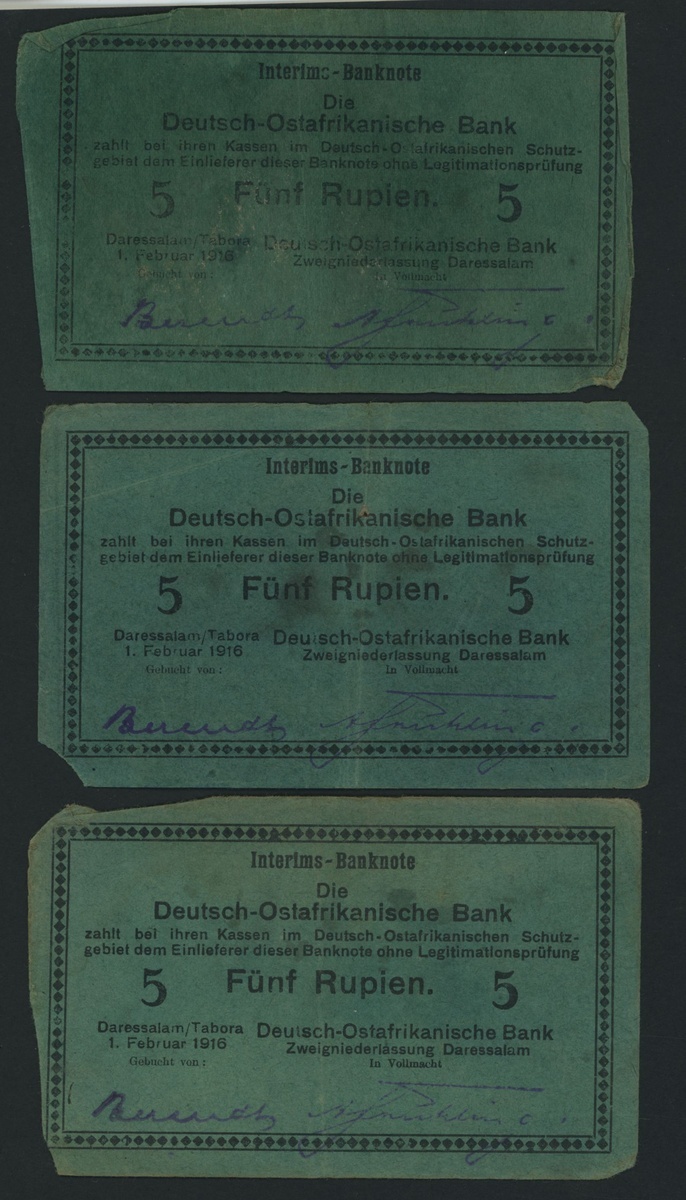 Interims-Banknote
Die
Deutsch-Ostafrikanische Bank
zahlt bei ihren Kassen im Deutsch-Ostafrikanischen Schutz-
gebiet dem Einlieferer dieser Banknote ohne Legitimationsprüfung
5 Fünf Rupien. 5
Daressalam/Tabora Deutsch-Ostafrikanische Bank
1. Februar 1916 Zweigniederlassung Daressalam
Gebucht von : In Vollmacht
Berendt
Interims-Banknote
Die
Deutsch-Ostafrikanische Bank
zahlt bei ihren Kassen im Deutsch-Ostafrikanischen Schutz-
gebiet dem Einlieferer dieser Banknote ohne Legitimationsprüfung
5 Fünf Rupien. 5
Daressalam/Tabora Deutsch-Ostafrikanische Bank
1. Februar 1916 Zweigniederlassung Daressalam
Gebucht von : In Vollmacht
Berendt
Interims-Banknote
Die
Deutsch-Ostafrikanische Bank
zahlt bei ihren Kassen im Deutsch-Ostafrikanischen Schutz-
gebiet dem Einlieferer dieser Banknote ohne Legitimationsprüfung
5 Fünf Rupien. 5
Daressalam/Tabora Deutsch-Ostafrikanische Bank
1. Februar 1916 Zweigniederlassung Daressalam
Gebucht von : In Vollmacht
Berendt